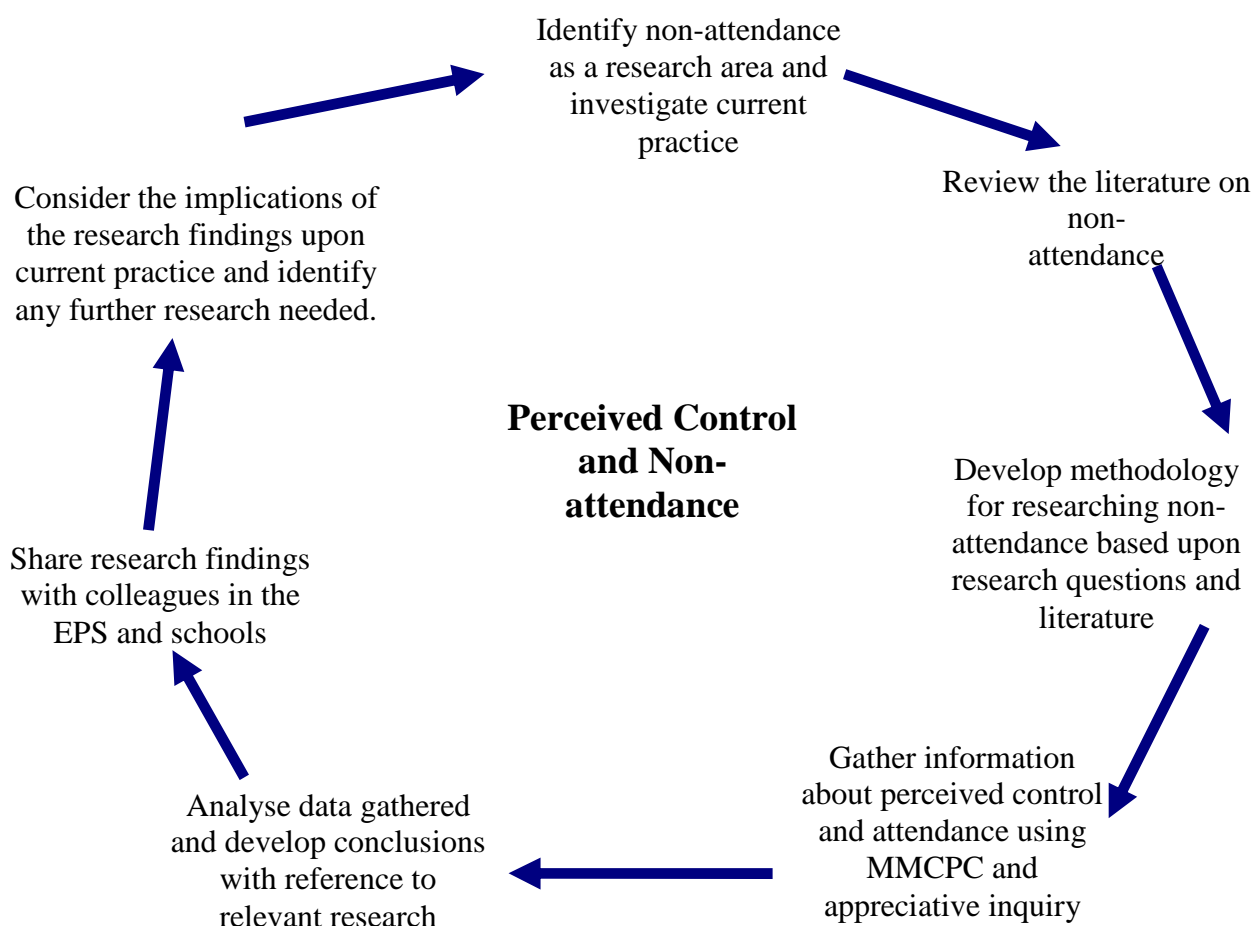 Identify non-attendance
as a research area and
investigate current
practice
Review the literature on
non-
attendance
Develop methodology
for researching non-
attendance based upon
research questions and
literature
Gather information
about perceived control
and attendance using
MMCPC and
appreciative inquiry
Analyse data gathered
and develop conclusions
with reference to
relevant research
Share research findings
with colleagues in the
EPS and schools
Consider the implications of
the research findings upon
current practice and identify
any further research needed.
Perceived Control
and Non-
attendance